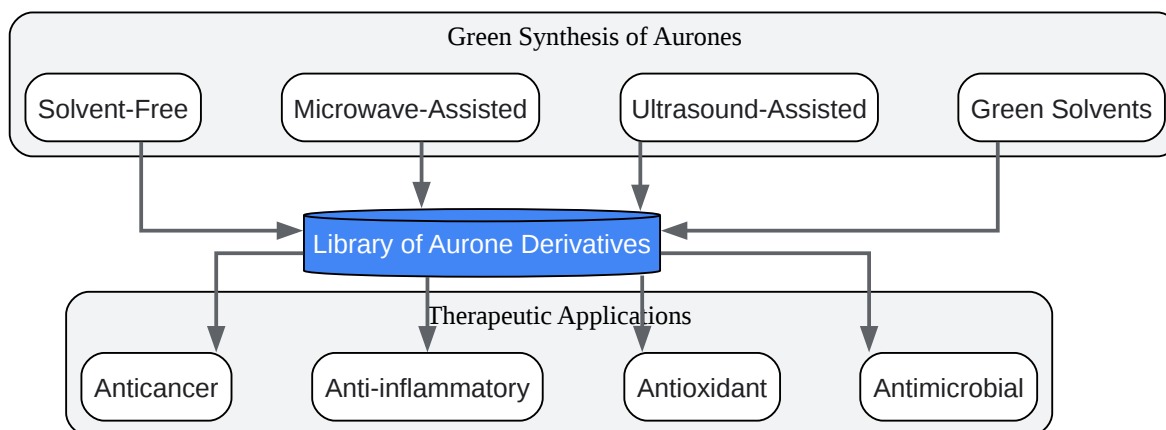 Green Synthesis of Aurones
Solvent-Free
Microwave-Assisted
Ultrasound-Assisted
Green Solvents
Library of Aurone Derivatives
Therapeutic Applications
Anticancer
Anti-inflammatory
Antioxidant
Antimicrobial